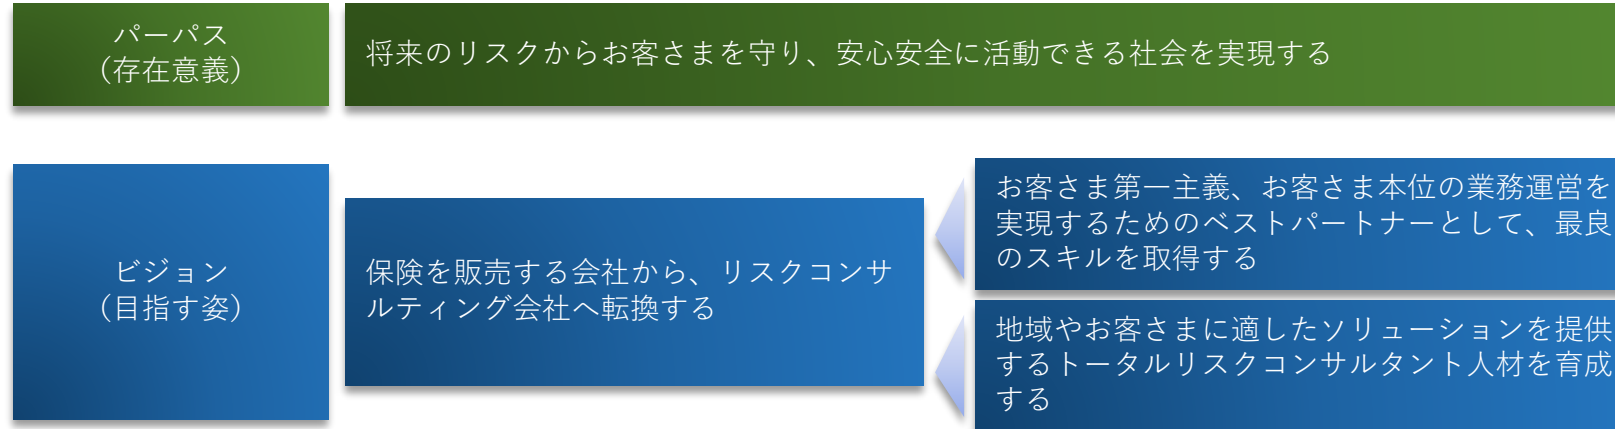 パーパス
（存在意義）
将来のリスクからお客さまを守り、安心安全に活動できる社会を実現する
ビジョン
（目指す姿）
保険を販売する会社から、リスクコンサ
ルティング会社へ転換する
お客さま第一主義、お客さま本位の業務運営を
実現するためのベストパートナーとして、最良
のスキルを取得する
地域やお客さまに適したソリューションを提供
するトータルリスクコンサルタント人材を育成
する